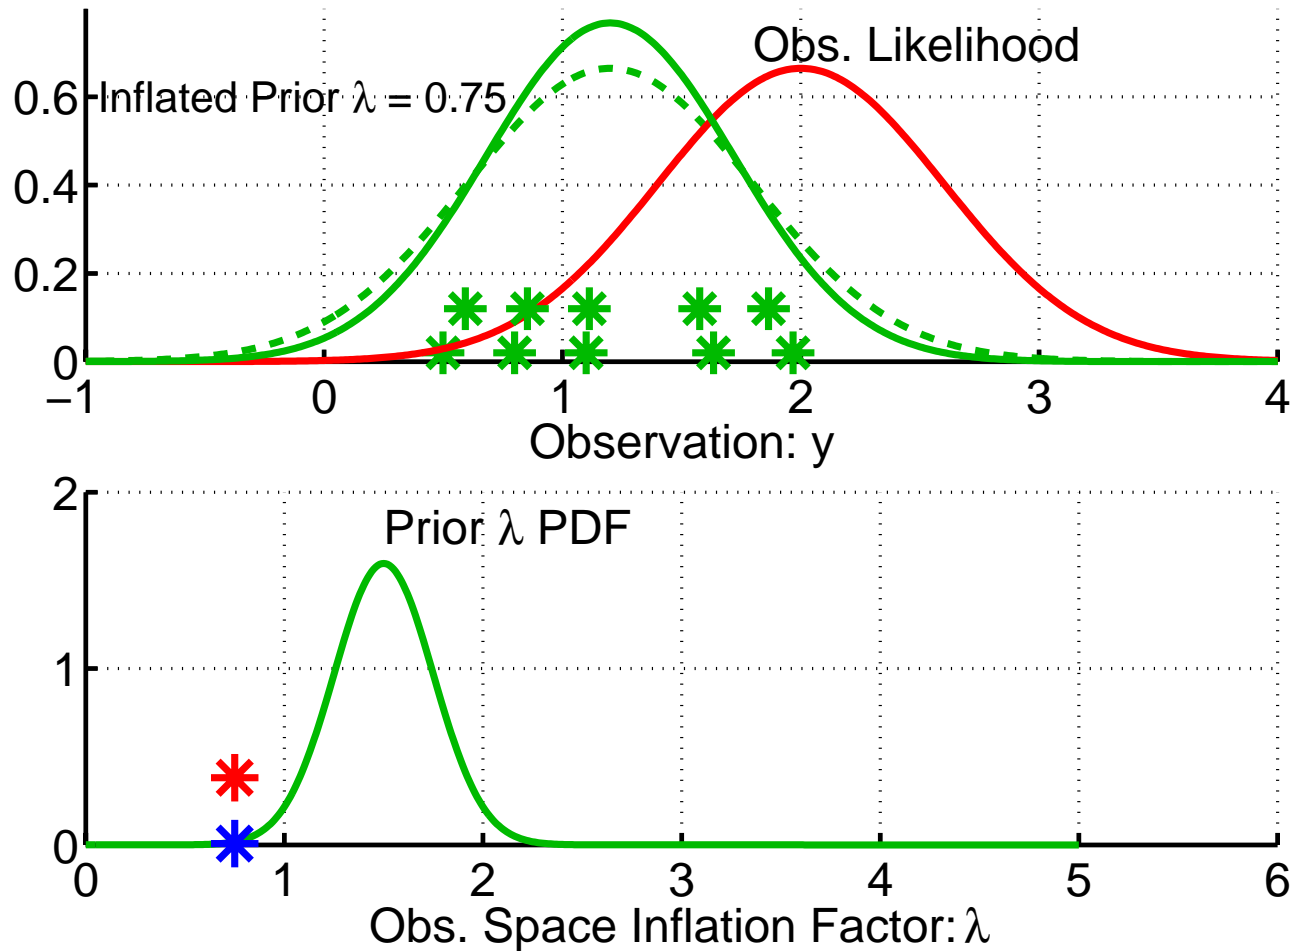 Obs. Likelihood
Inflated Prior λ = 0.75
0.6
0.4
0.2
0
−1 0 1 2 3 4
Observation: y
2
1
0
Prior λ PDF
0 1 2 3 4 5 6
Obs. Space Inflation Factor: λ